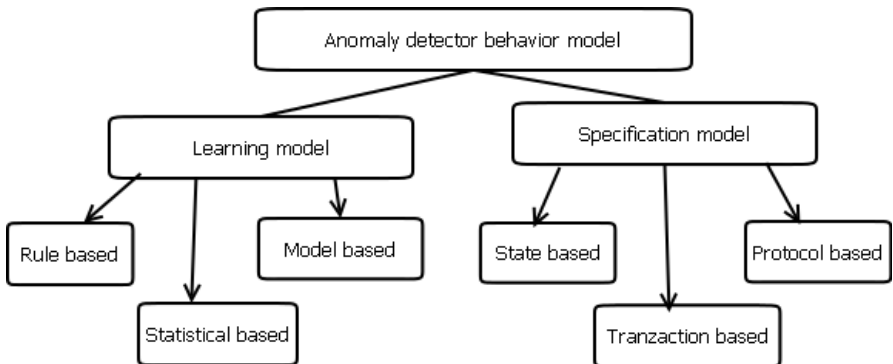 Anomaly detector behavior model
Learning model
Specification model
Rule based
Model based
State based
Protocol based
Statistical based
Tranzaction based